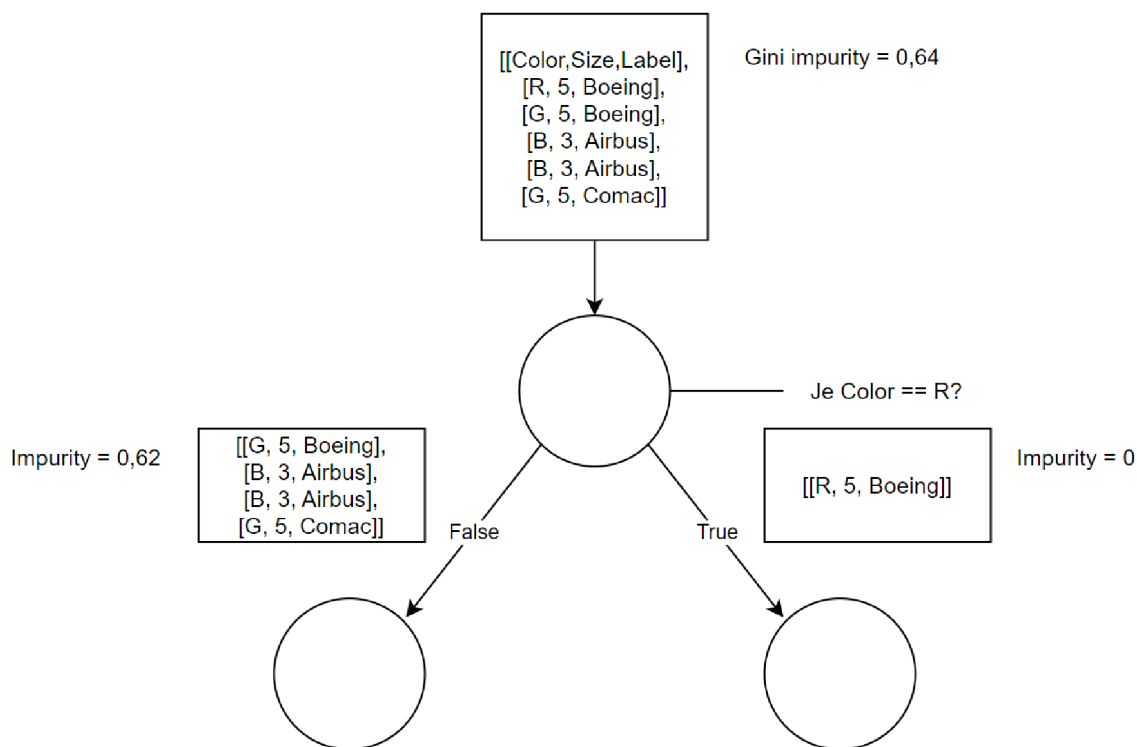 [[Color,Size,Label],
[R, 5, Boeing],
[G, 5, Boeing],
[B, 3, Airbus],
[B, 3, Airbus],
[G, 5, Comac]]
Gini impurity = 0,64
Je Color == R?
Impurity = 0,62
[[G, 5, Boeing],
[B, 3, Airbus],
[B, 3, Airbus],
[G, 5, Comac]]
[[R, 5, Boeing]]
Impurity = 0
False
True